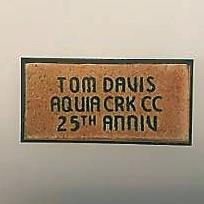 TOM DAVIS
AQUIA CRK CC
25TH ANNIV